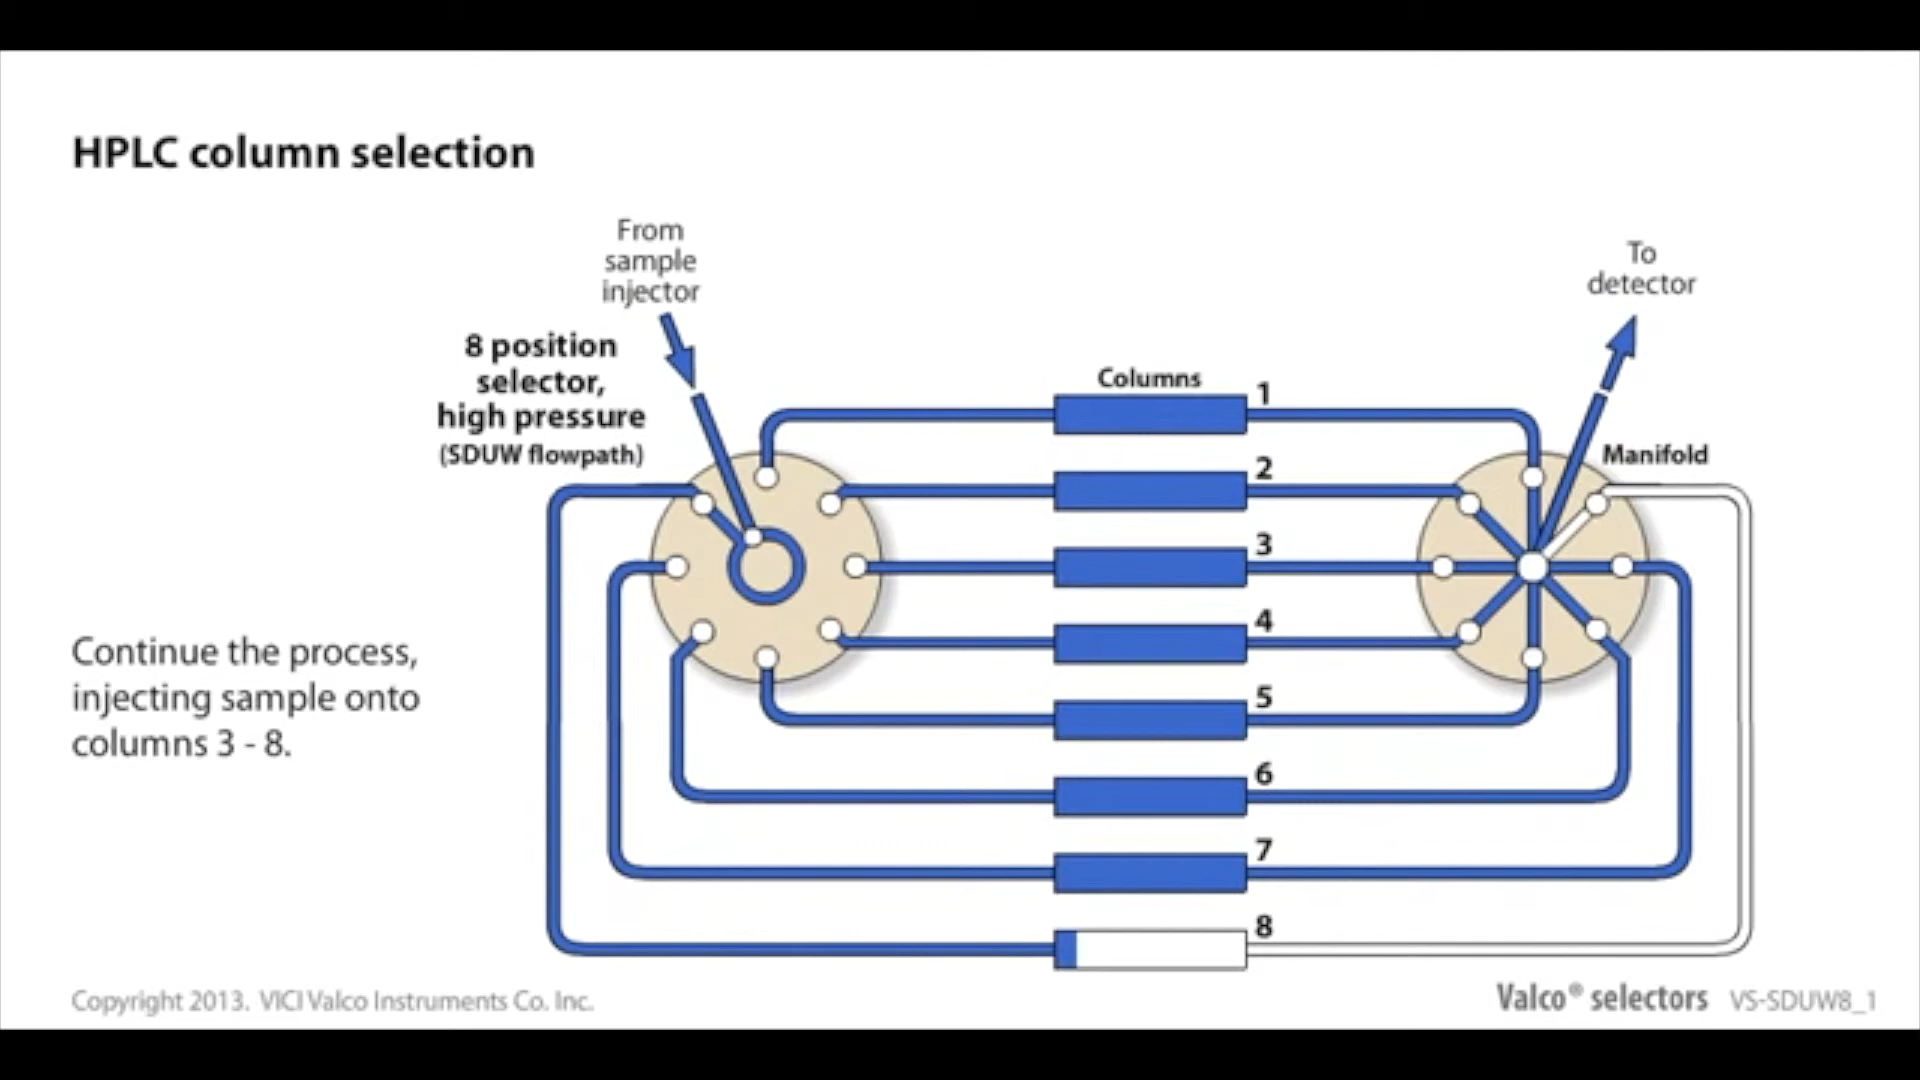 HPLC column selection
From
sample
injector
To
detector
8 position
selector,
high pressure
(SDUW flowpath)
Columns
1
Manifold
2
3
4
5
6
7
8
Continue the process,
injecting sample onto
columns 3 - 8.
Copyright 2013. VICI Valco Instruments Co. Inc.
Valco® selectors VS-SDUW8_1